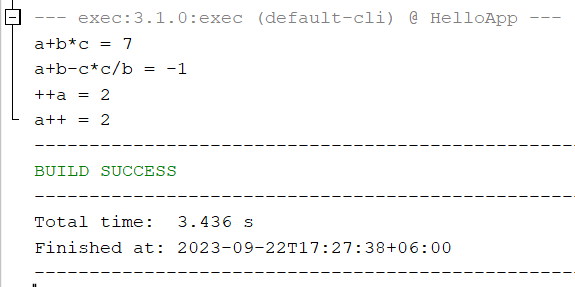 --- exec:3.1.0:exec (default-cli) @ HelloApp ---
a+b*c = 7
a+b-c*c/b = -1
++a = 2
a++ = 2
------------------------------------------------
BUILD SUCCESS
------------------------------------------------
Total time:  3.436 s
Finished at: 2023-09-22T17:27:38+06:00
------------------------------------------------